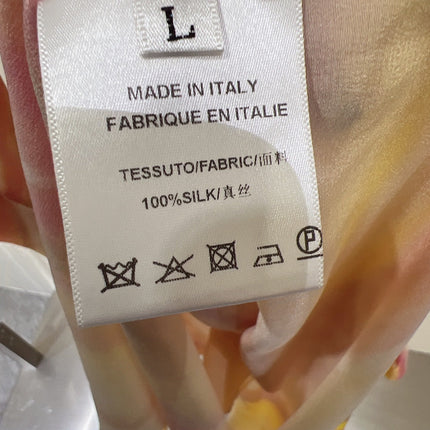 L
MADE IN ITALY
FABRIQUE EN ITALIE
TESSUTO/FABRIC/面料
100%SILK/真丝
P